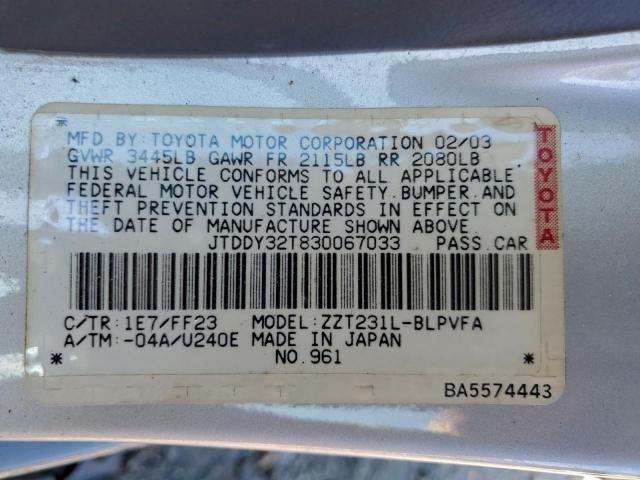 MFD. BY: TOYOTA MOTOR CORPORATION 02/03
GVWR 3445LB GAWR FR 2115LB RR 2080LB
THIS VEHICLE CONFORMS TO ALL APPLICABLE
FEDERAL MOTOR VEHICLE SAFETY. BUMPER. AND
THEFT PREVENTION STANDARDS IN EFFECT ON
THE DATE OF MANUFACTURE SHOWN ABOVE.
JTDDY32T830067033 PASS. CAR
TOYOTA
C/TR: 1E7/FF23 MODEL: ZZT231L-BLPVFA
A/TM: -04A/U240E MADE IN JAPAN
* NO. 961 *
BA5574443